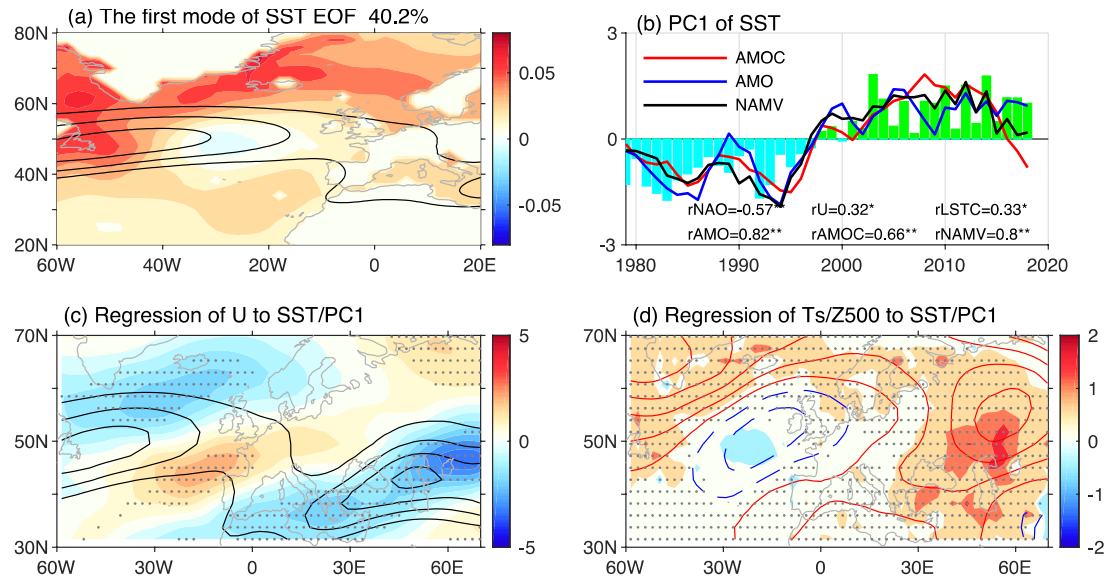 (a) The first mode of SST EOF 40.2%
80N
60N
40N
20N
60W 40W 20W 0 20E
0.05
0
-0.05
(b) PC1 of SST
3
0
-3
AMOC
AMO
NAMV
rNAO=-0.57** rU=0.32* rLSTC=0.33*
rAMO=0.82** rAMOC=0.66** rNAMV=0.8**
1980 1990 2000 2010 2020
(c) Regression of U to SST/PC1
70N
50N
30N
60W 30W 0 30E 60E
5
0
-5
(d) Regression of Ts/Z500 to SST/PC1
70N
50N
30N
60W 30W 0 30E 60E
2
1
0
-1
-2